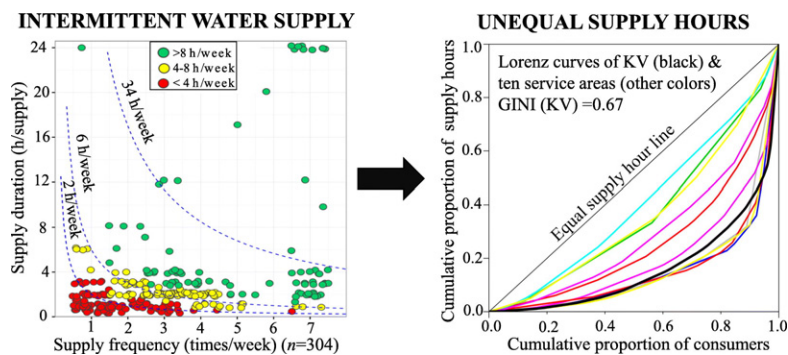 INTERMITTENT WATER SUPPLY
24
20
16
12
8
4
0
Supply duration (h/supply)
>8 h/week
4-8 h/week
<4 h/week
34 h/week
6 h/week
2 h/week
1 2 3 4 5 6 7
Supply frequency (times/week) (n=304)
UNEQUAL SUPPLY HOURS
1.0
0.8
0.6
0.4
0.2
0.0
Cumulative proportion of supply hours
Lorenz curves of KV (black) &
ten service areas (other colors)
GINI (KV) =0.67
Equal supply hour line
0.0 0.2 0.4 0.6 0.8 1.0
Cumulative proportion of consumers